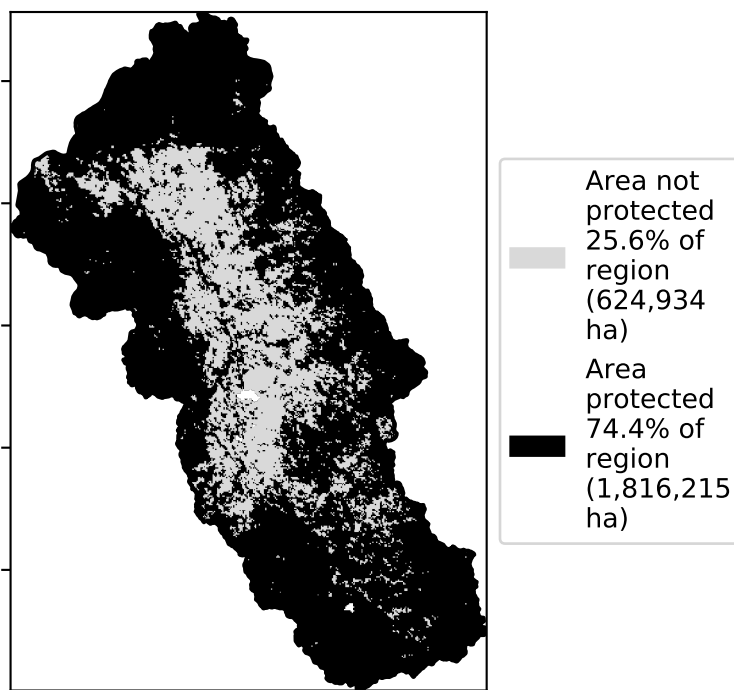 Area not
protected
25.6% of
region
(624,934
ha)
Area
protected
74.4% of
region
(1,816,215
ha)